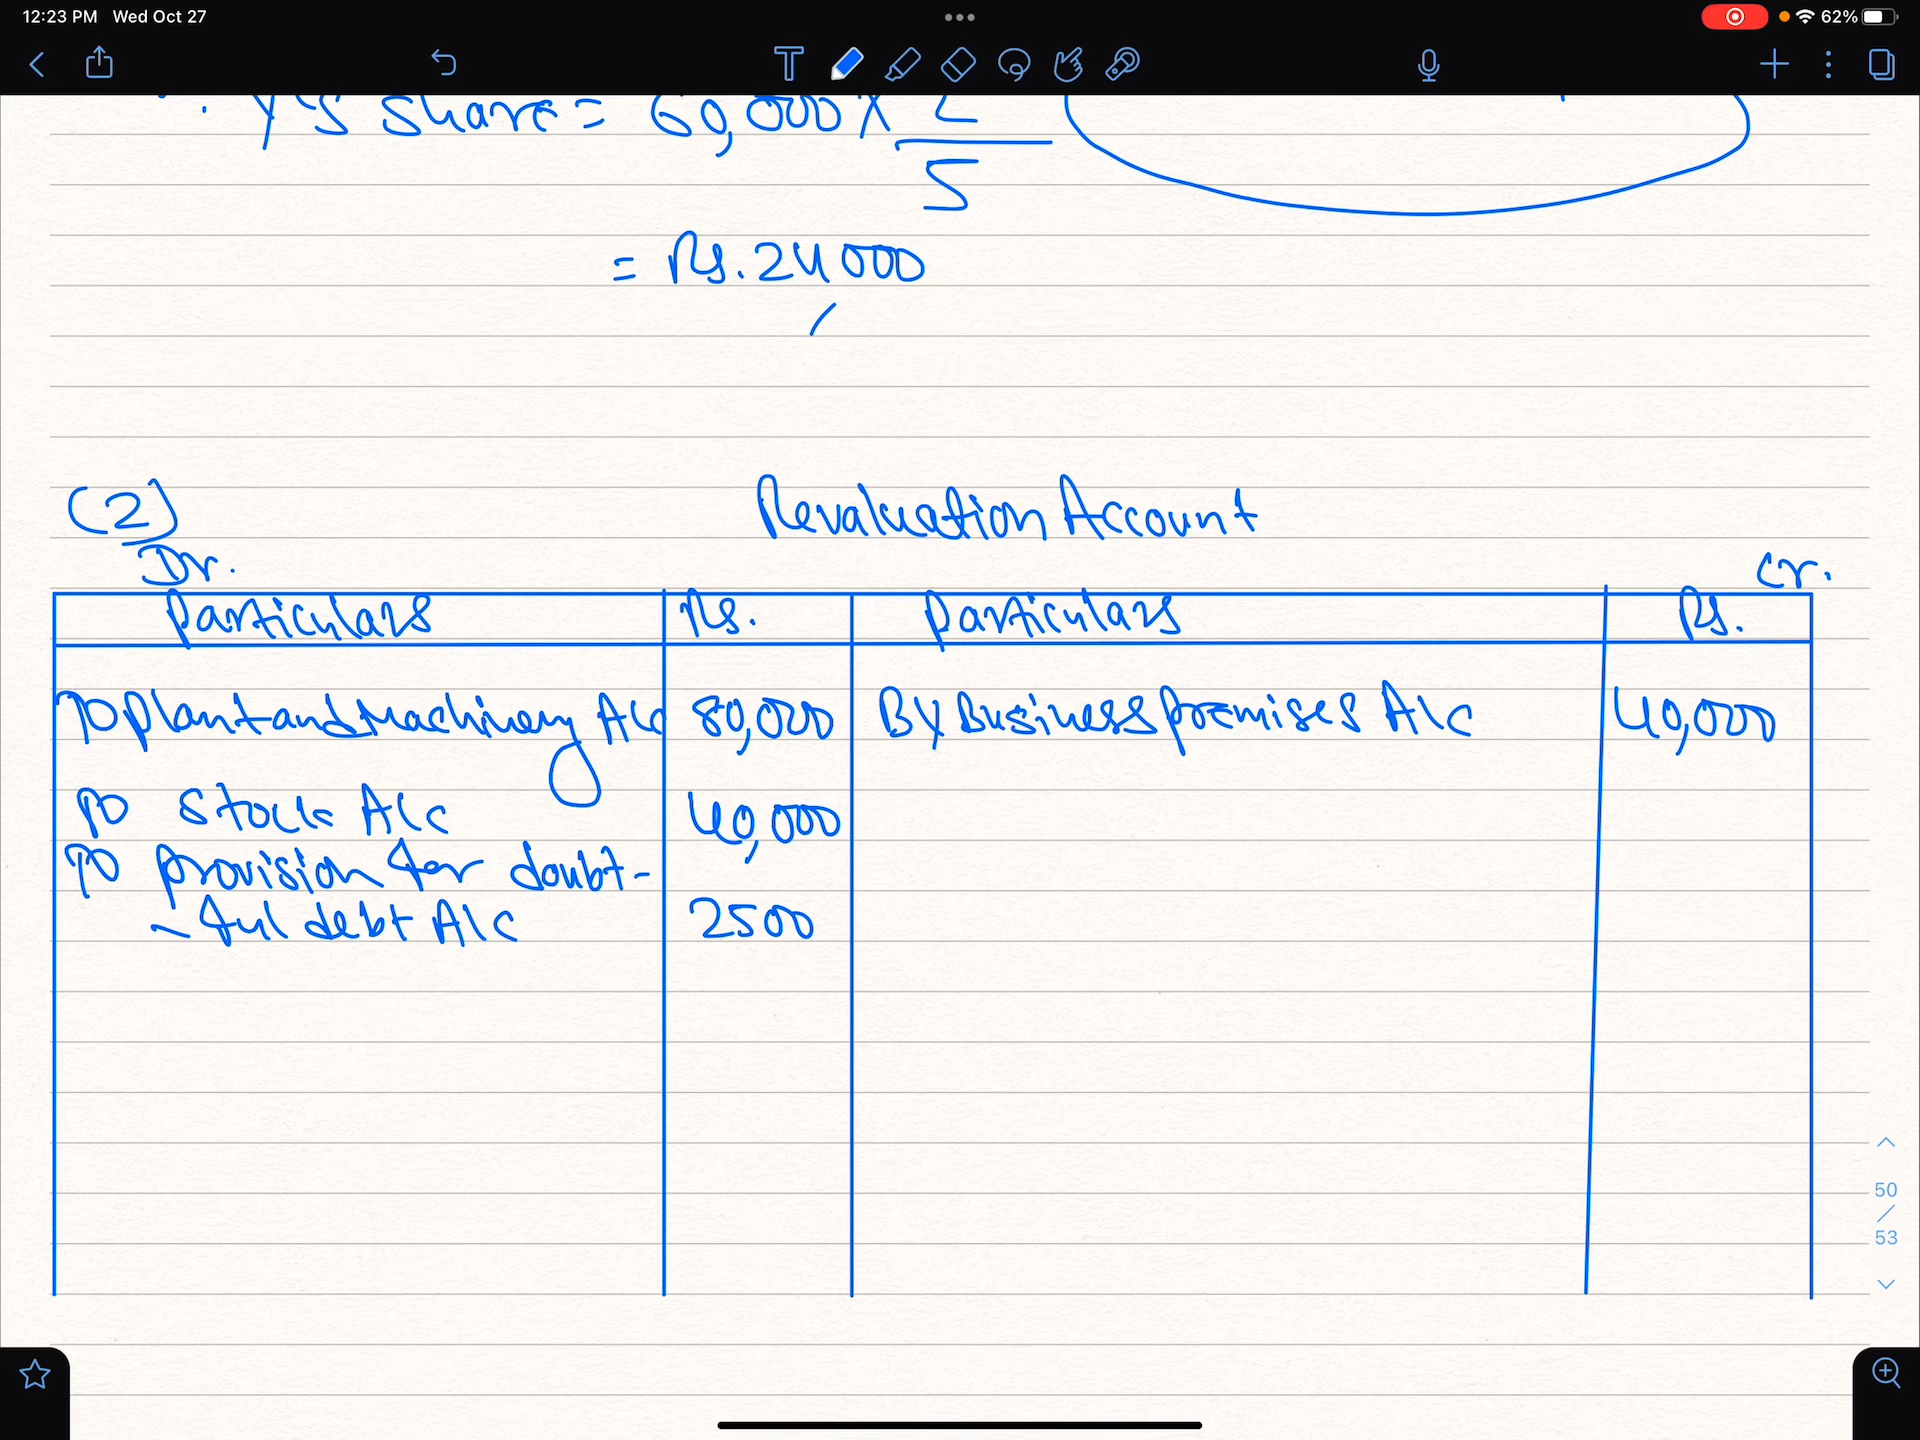 12:23 PM Wed Oct 27
62%
∴ Y's share = 60,000 × 2/5
= Rs. 24000
(2)
Revaluation Account
Dr.
Cr.
Particulars Rs. Particulars Rs.
To Plant and Machinery A/c 80,000 By Business Premises A/c 40,000
To Stock A/c 40,000
To provision for doubt-
-ful debt A/c 2500
50
/
53